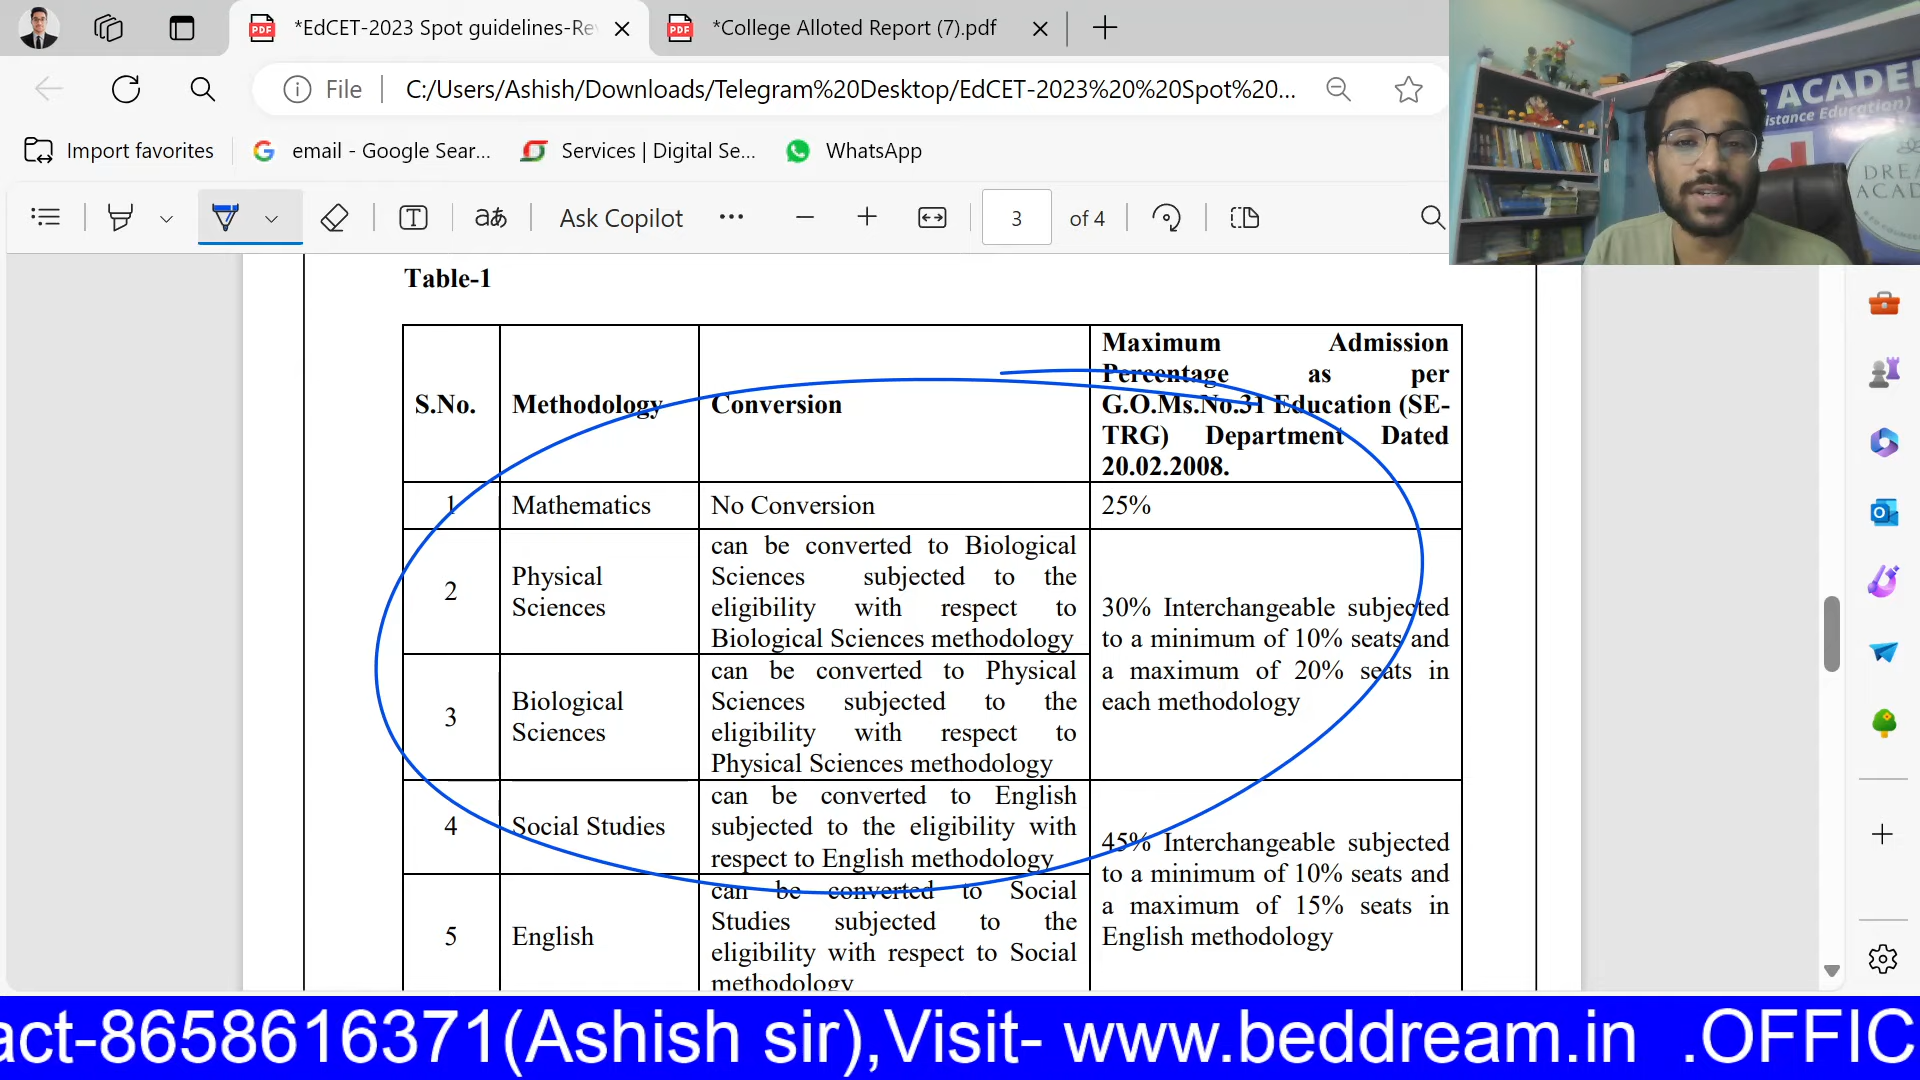 *EdCET-2023 Spot guidelines-Re
*College Alloted Report (7).pdf
File
C:/Users/Ashish/Downloads/Telegram%20Desktop/EdCET-2023%20%20Spot%20...
Import favorites
email - Google Sear...
Services | Digital Se...
WhatsApp
Ask Copilot
3
of 4
ACADE
istance Education)
DREA
ACAD
Table-1
S.No.
Methodology
Conversion
Maximum Admission
Percentage as per
G.O.Ms.No.31 Education (SE-
TRG) Department Dated
20.02.2008.
1
Mathematics
No Conversion
25%
2
Physical
Sciences
can be converted to Biological
Sciences subjected to the
eligibility with respect to
Biological Sciences methodology
30% Interchangeable subjected
to a minimum of 10% seats and
a maximum of 20% seats in
each methodology
3
Biological
Sciences
can be converted to Physical
Sciences subjected to the
eligibility with respect to
Physical Sciences methodology
4
Social Studies
can be converted to English
subjected to the eligibility with
respect to English methodology
45% Interchangeable subjected
to a minimum of 10% seats and
a maximum of 15% seats in
English methodology
5
English
can be converted to Social
Studies subjected to the
eligibility with respect to Social
methodology
act-8658616371(Ashish sir),Visit- www.beddream.in .OFFIC